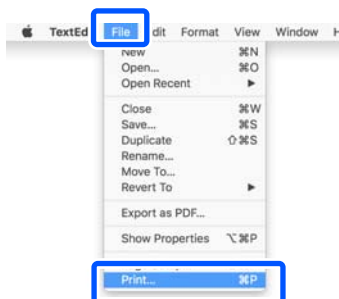 TextEd File dit Format View Window H
New ⌘N
Open... ⌘O
Open Recent ▶
Close ⌘W
Save... ⌘S
Duplicate ⇧⌘S
Rename...
Move To...
Revert To ▶
Export as PDF...
Show Properties ⌥⌘P
Print... ⌘P